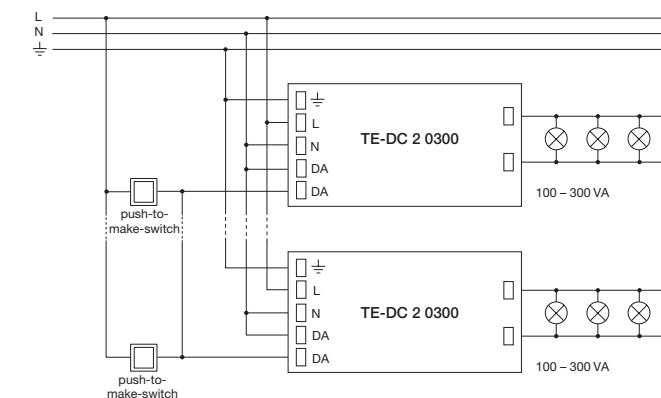 L
N
L
TE-DC 2 0300
N
DA
DA
100 – 300 VA
push-to-
make-switch
L
TE-DC 2 0300
N
DA
DA
100 – 300 VA
push-to-
make-switch